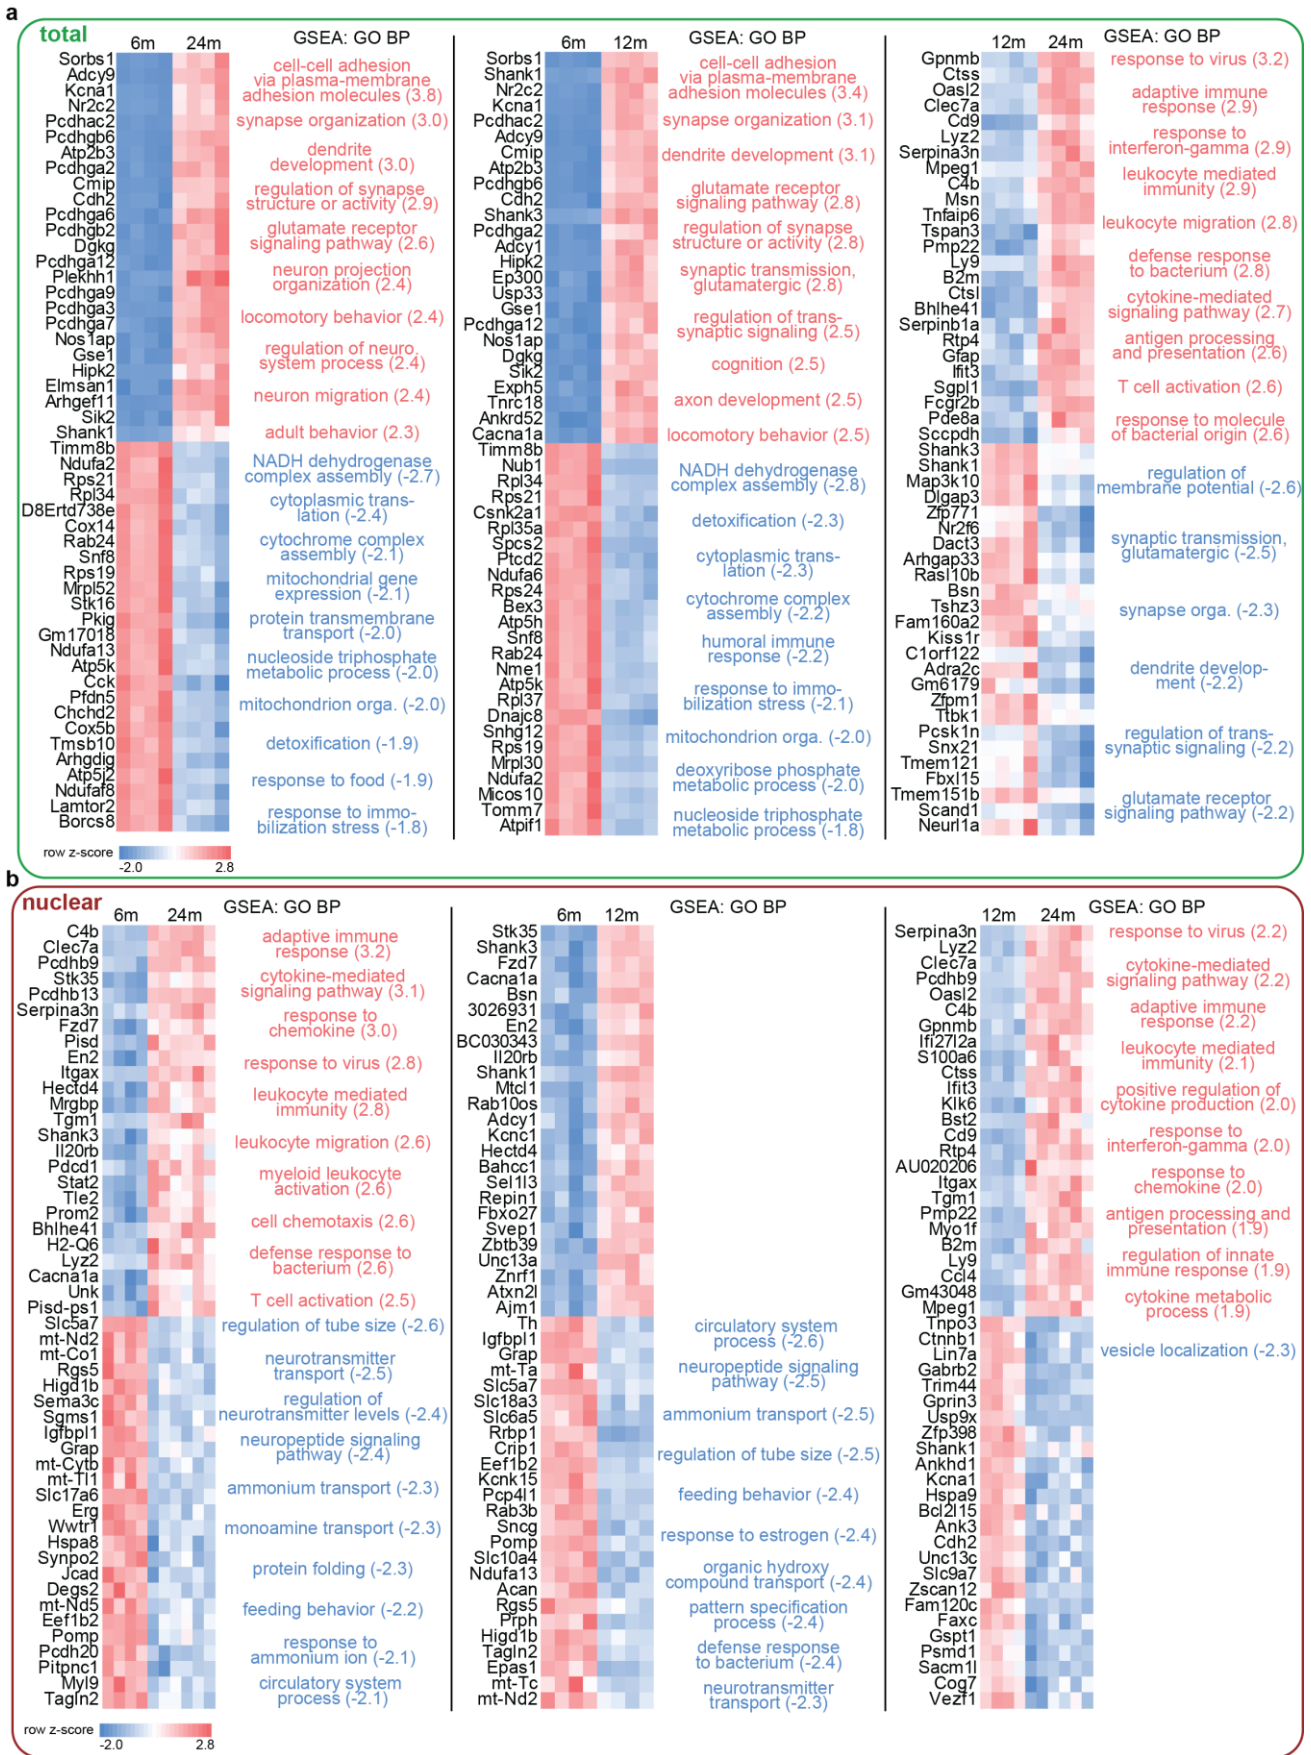 a
total
6m 24m
GSEA: GO BP
Sorbs1
Adcy9
Kcna1
Nr2c2
Pcdhac2
Pcdhgb6
Atp2b3
Pcdhga2
Cmip
Cdh2
Pcdhga6
Pcdhgb2
Dgkg
Pcdhga12
Plekhh1
Pcdhga9
Pcdhga3
Pcdhga7
Nos1ap
Gse1
Hipk2
Elmsan1
Arhgef11
Sik2
Shank1
Timm8b
Ndufa2
Rps21
Rpl34
D8Ertd738e
Cox14
Rab24
Snf8
Rps19
Mrpl52
Stk16
Pkig
Gm17018
Ndufa13
Atp5k
Cck
Pfdn5
Chchd2
Cox5b
Tmsb10
Arhgdig
Atp5j2
Ndufaf8
Lamtor2
Borcs8
cell-cell adhesion
via plasma-membrane
adhesion molecules (3.8)
synapse organization (3.0)
dendrite
development (3.0)
regulation of synapse
structure or activity (2.9)
glutamate receptor
signaling pathway (2.6)
neuron projection
organization (2.4)
locomotory behavior (2.4)
regulation of neuro.
system process (2.4)
neuron migration (2.4)
adult behavior (2.3)
NADH dehydrogenase
complex assembly (-2.7)
cytoplasmic trans-
lation (-2.4)
cytochrome complex
assembly (-2.1)
mitochondrial gene
expression (-2.1)
protein transmembrane
transport (-2.0)
nucleoside triphosphate
metabolic process (-2.0)
mitochondrion orga. (-2.0)
detoxification (-1.9)
response to food (-1.9)
response to immo-
bilization stress (-1.8)
row z-score
-2.0 2.8
6m 12m
GSEA: GO BP
Sorbs1
Shank1
Nr2c2
Kcna1
Pcdhac2
Adcy9
Cmip
Atp2b3
Pcdhgb6
Cdh2
Shank3
Pcdhga2
Adcy1
Hipk2
Ep300
Usp33
Gse1
Pcdhga12
Nos1ap
Dgkg
Sik2
Exph5
Tnrc18
Ankrd52
Cacna1a
Timm8b
Nub1
Rpl34
Rps21
Csnk2a1
Rpl35a
Spcs2
Ptcd2
Ndufa6
Rps24
Bex3
Atp5h
Snf8
Rab24
Nme1
Atp5k
Rpl37
Dnajc8
Snhg12
Rps19
Mrpl30
Ndufa2
Micos10
Tomm7
Atpif1
cell-cell adhesion
via plasma-membrane
adhesion molecules (3.4)
synapse organization (3.1)
dendrite development (3.1)
glutamate receptor
signaling pathway (2.8)
regulation of synapse
structure or activity (2.8)
synaptic transmission,
glutamatergic (2.8)
regulation of trans-
synaptic signaling (2.5)
cognition (2.5)
axon development (2.5)
locomotory behavior (2.5)
NADH dehydrogenase
complex assembly (-2.8)
detoxification (-2.3)
cytoplasmic trans-
lation (-2.3)
cytochrome complex
assembly (-2.2)
humoral immune
response (-2.2)
response to immo-
bilization stress (-2.1)
mitochondrion orga. (-2.0)
deoxyribose phosphate
metabolic process (-2.0)
nucleoside triphosphate
metabolic process (-1.8)
12m 24m
GSEA: GO BP
Gpnmb
Ctss
Oasl2
Clec7a
Cd9
Lyz2
Serpina3n
Mpeg1
C4b
Msn
Tnfaip6
Tspan3
Pmp22
Ly9
B2m
Ctsl
Bhlhe41
Serpinb1a
Rtp4
Gfap
Ifit3
Sgpl1
Fcgr2b
Pde8a
Sccpdh
Shank3
Shank1
Map3k10
Dlgap3
Zfp771
Nr2f6
Dact3
Arhgap33
Rasl10b
Bsn
Tshz3
Fam160a2
Kiss1r
C1orf122
Adra2c
Gm6179
Zfpm1
Ttbk1
Pcsk1n
Snx21
Tmem121
Fbxl15
Tmem151b
Scand1
Neurl1a
response to virus (3.2)
adaptive immune
response (2.9)
response to
interferon-gamma (2.9)
leukocyte mediated
immunity (2.9)
leukocyte migration (2.8)
defense response
to bacterium (2.8)
cytokine-mediated
signaling pathway (2.7)
antigen processing
and presentation (2.6)
T cell activation (2.6)
response to molecule
of bacterial origin (2.6)
regulation of
membrane potential (-2.6)
synaptic transmission,
glutamatergic (-2.5)
synapse orga. (-2.3)
dendrite develop-
ment (-2.2)
regulation of trans-
synaptic signaling (-2.2)
glutamate receptor
signaling pathway (-2.2)
b
nuclear
6m 24m
GSEA: GO BP
C4b
Clec7a
Pcdhb9
Stk35
Pcdhb13
Serpina3n
Fzd7
Pisd
En2
Itgax
Hectd4
Mrgbp
Tgm1
Shank3
Il20rb
Pdcd1
Stat2
Tle2
Prom2
Bhlhe41
H2-Q6
Lyz2
Cacna1a
Unk
Pisd-ps1
Slc5a7
mt-Nd2
mt-Co1
Rgs5
Higd1b
Sema3c
Sgms1
Igfbpl1
Grap
mt-Cytb
mt-Tl1
Slc17a6
Erg
Wwtr1
Hspa8
Synpo2
Jcad
Degs2
mt-Nd5
Eef1b2
Pomp
Pcdh20
Pitpnc1
Myl9
Tagln2
adaptive immune
response (3.2)
cytokine-mediated
signaling pathway (3.1)
response to
chemokine (3.0)
response to virus (2.8)
leukocyte mediated
immunity (2.8)
leukocyte migration (2.6)
myeloid leukocyte
activation (2.6)
cell chemotaxis (2.6)
defense response to
bacterium (2.6)
T cell activation (2.5)
regulation of tube size (-2.6)
neurotransmitter
transport (-2.5)
regulation of
neurotransmitter levels (-2.4)
neuropeptide signaling
pathway (-2.4)
ammonium transport (-2.3)
monoamine transport (-2.3)
protein folding (-2.3)
feeding behavior (-2.2)
response to
ammonium ion (-2.1)
circulatory system
process (-2.1)
row z-score
-2.0 2.8
6m 12m
GSEA: GO BP
Stk35
Shank3
Fzd7
Cacna1a
Bsn
3026931
En2
BC030343
Il20rb
Shank1
Mtcl1
Rab10os
Adcy1
Kcnc1
Hectd4
Bahcc1
Sel1l3
Repin1
Fbxo27
Svep1
Zbtb39
Unc13a
Znrf1
Atxn2l
Ajm1
Th
Igfbpl1
Grap
mt-Ta
Slc5a7
Slc18a3
Slc6a5
Rrbp1
Crip1
Eef1b2
Kcnk15
Pcp4l1
Rab3b
Sncg
Pomp
Slc10a4
Ndufa13
Acan
Rgs5
Prph
Higd1b
Tagln2
Epas1
mt-Tc
mt-Nd2
circulatory system
process (-2.6)
neuropeptide signaling
pathway (-2.5)
ammonium transport (-2.5)
regulation of tube size (-2.5)
feeding behavior (-2.4)
response to estrogen (-2.4)
organic hydroxy
compound transport (-2.4)
pattern specification
process (-2.4)
defense response
to bacterium (-2.4)
neurotransmitter
transport (-2.3)
12m 24m
GSEA: GO BP
Serpina3n
Lyz2
Clec7a
Pcdhb9
Oasl2
C4b
Gpnmb
Ifi27l2a
S100a6
Ctss
Ifit3
Klk6
Bst2
Cd9
Rtp4
AU020206
Itgax
Tgm1
Pmp22
Myo1f
B2m
Ly9
Ccl4
Gm43048
Mpeg1
Tnpo3
Ctnnb1
Lin7a
Gabrb2
Trim44
Gprin3
Usp9x
Zfp398
Shank1
Ankhd1
Kcna1
Hspa9
Bcl2l15
Ank3
Cdh2
Unc13c
Slc9a7
Zscan12
Fam120c
Faxc
Gspt1
Psmd1
Sacm1l
Cog7
Vezf1
response to virus (2.2)
cytokine-mediated
signaling pathway (2.2)
adaptive immune
response (2.2)
leukocyte mediated
immunity (2.1)
positive regulation of
cytokine production (2.0)
response to
interferon-gamma (2.0)
response to
chemokine (2.0)
antigen processing and
presentation (1.9)
regulation of innate
immune response (1.9)
cytokine metabolic
process (1.9)
vesicle localization (-2.3)